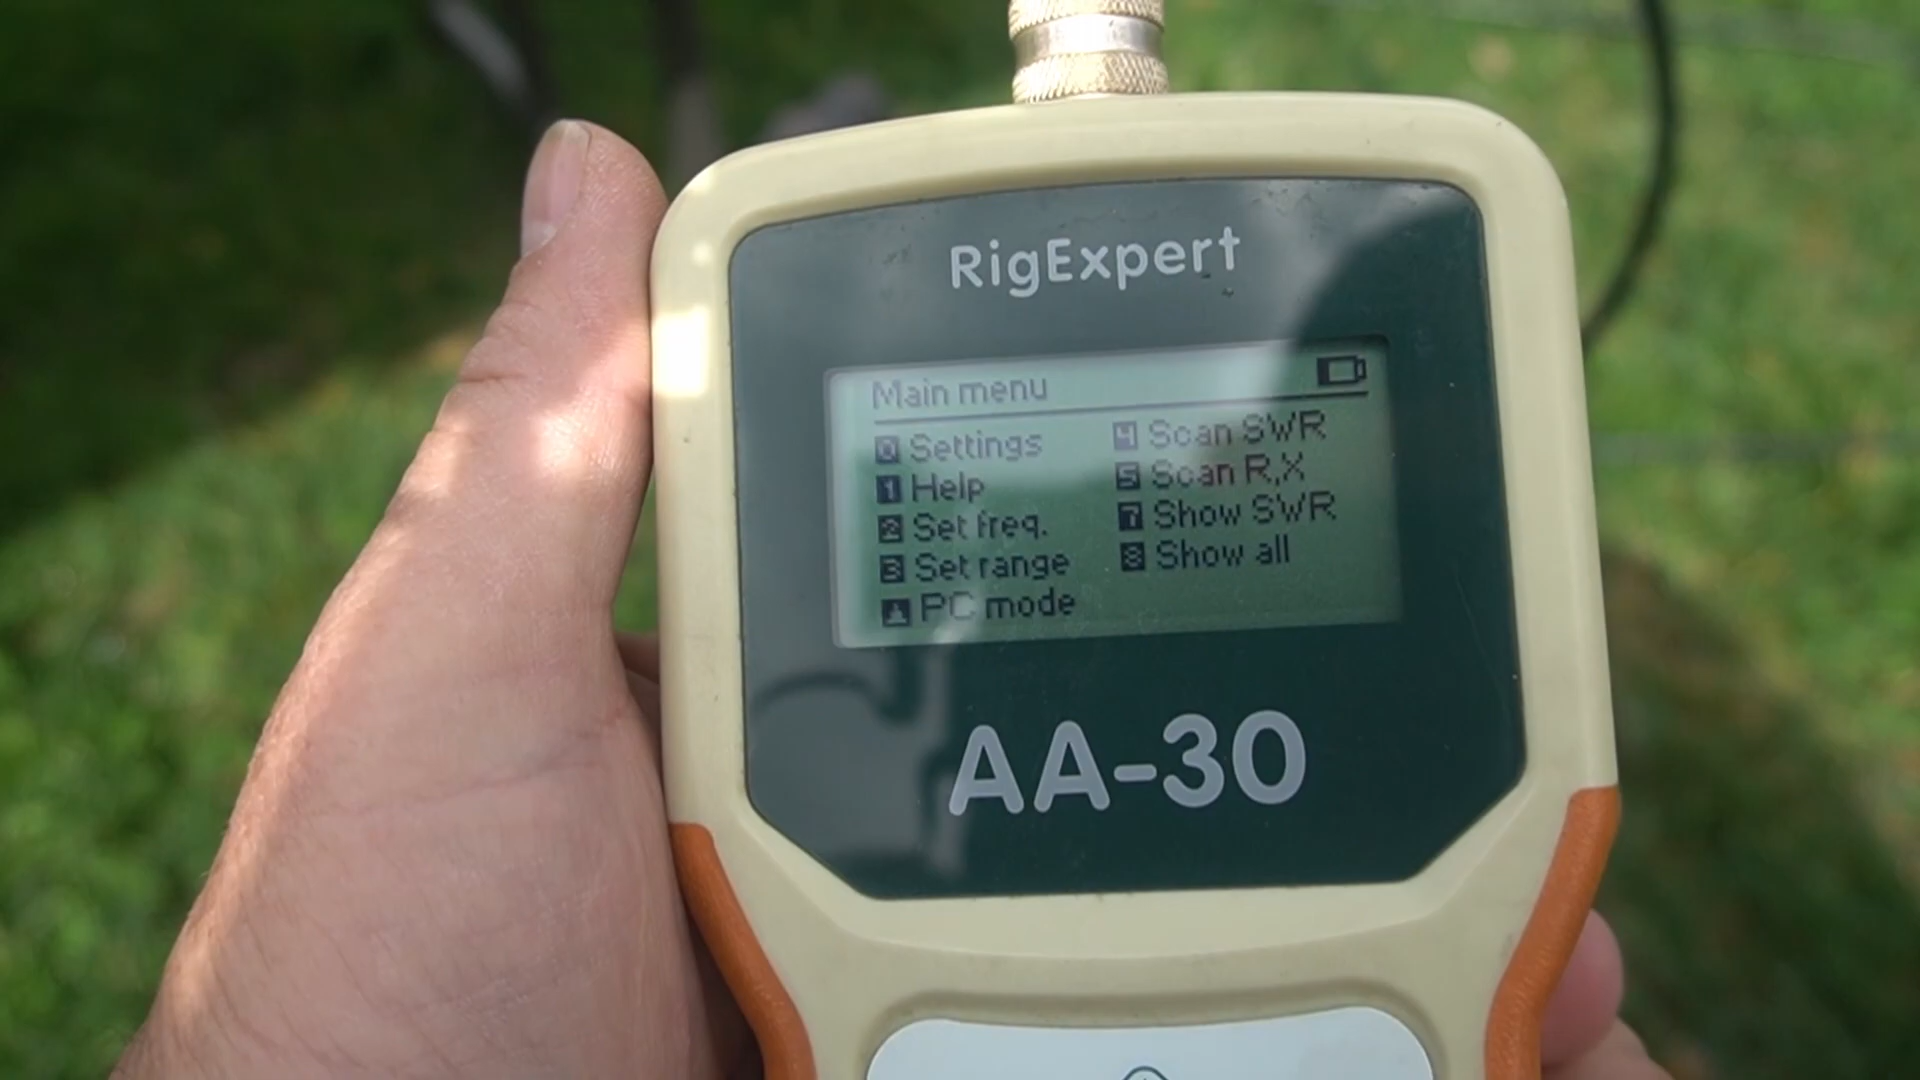 RigExpert
Main menu
0 Settings
1 Help
2 Set freq.
3 Set range
PC mode
4 Scan SWR
5 Scan R,X
7 Show SWR
8 Show all
AA-30